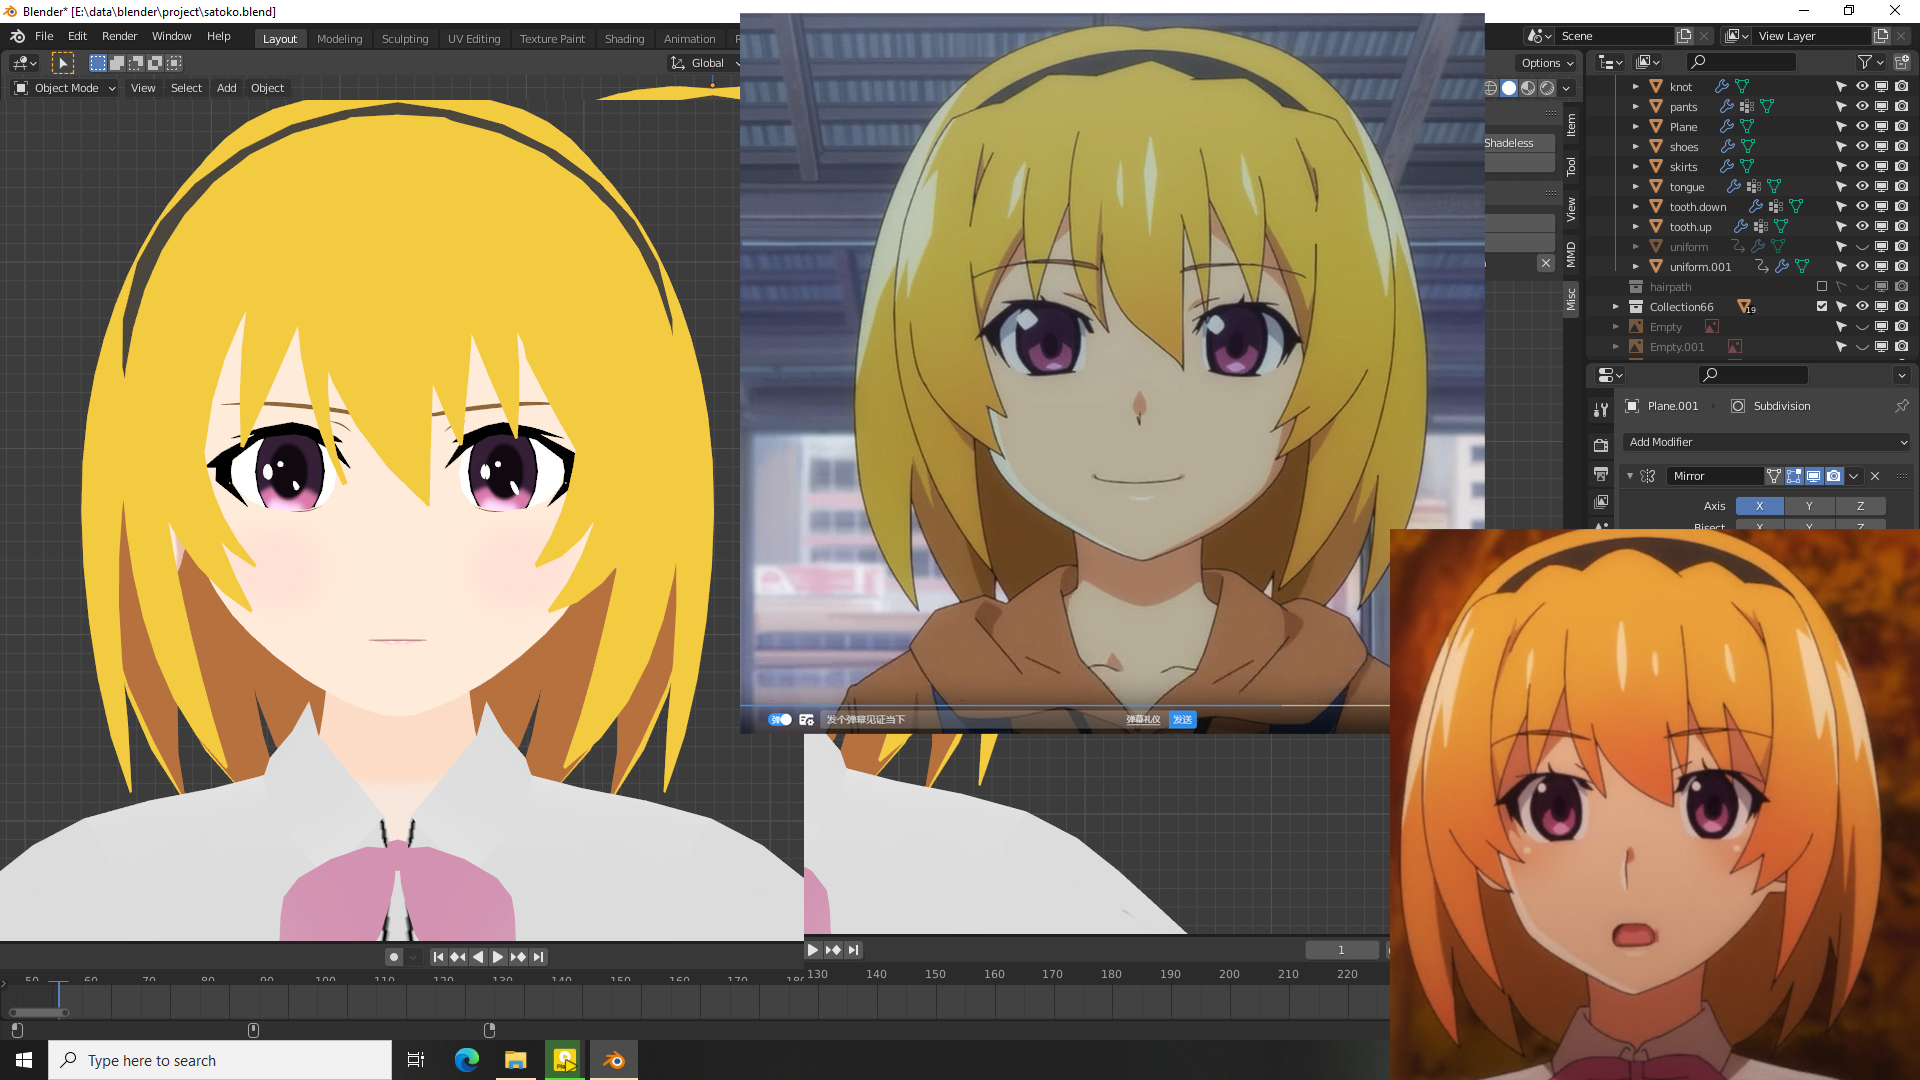 Blender* [E:\data\blender\project\satoko.blend]
File Edit Render Window Help
Layout Modeling Sculpting UV Editing Texture Paint Shading Animation
Scene
View Layer
Global
Options
Object Mode View Select Add Object
Shadeless
Item
Tool
View
MMD
Misc
knot
pants
Plane
shoes
skirts
tongue
tooth.down
tooth.up
uniform
uniform.001
hairpath
Collection66
19
Empty
Empty.001
Plane.001 Subdivision
Add Modifier
Mirror
Axis X Y Z
Bisect X Y Z
弹 发个弹幕见证当下 弹幕礼仪 发送
1
50 60 70 80 90 100 110 120 130 140 150 160 170 180
130 140 150 160 170 180 190 200 210 220
Type here to search